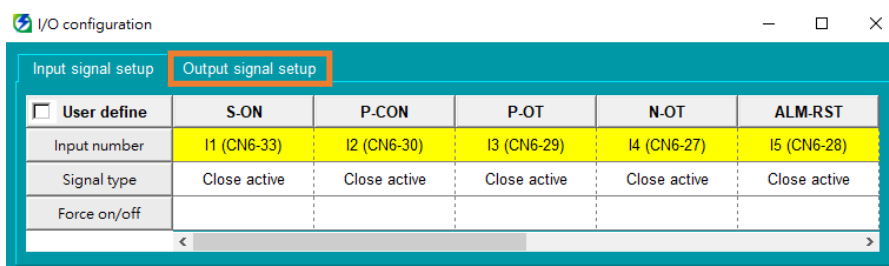 I/O configuration
Input signal setup Output signal setup
User define S-ON P-CON P-OT N-OT ALM-RST
Input number I1 (CN6-33) I2 (CN6-30) I3 (CN6-29) I4 (CN6-27) I5 (CN6-28)
Signal type Close active Close active Close active Close active Close active
Force on/off